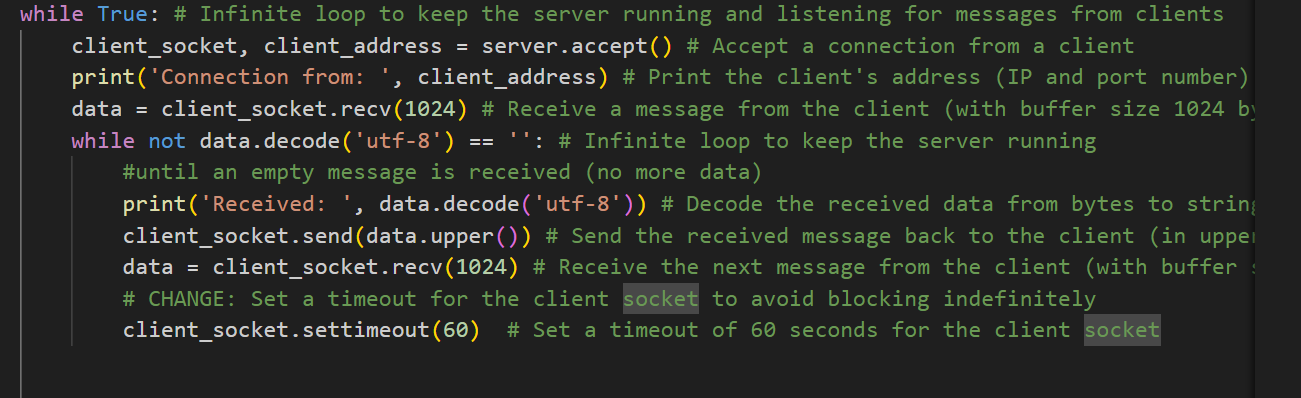 while True: # Infinite loop to keep the server running and listening for messages from clients
    client_socket, client_address = server.accept() # Accept a connection from a client
    print('Connection from: ', client_address) # Print the client's address (IP and port number)
    data = client_socket.recv(1024) # Receive a message from the client (with buffer size 1024
    while not data.decode('utf-8') == '': # Infinite loop to keep the server running
        #until an empty message is received (no more data)
        print('Received: ', data.decode('utf-8')) # Decode the received data from bytes to string
        client_socket.send(data.upper()) # Send the received message back to the client (in upper
        data = client_socket.recv(1024) # Receive the next message from the client (with buffer
        # CHANGE: Set a timeout for the client socket to avoid blocking indefinitely
        client_socket.settimeout(60)  # Set a timeout of 60 seconds for the client socket